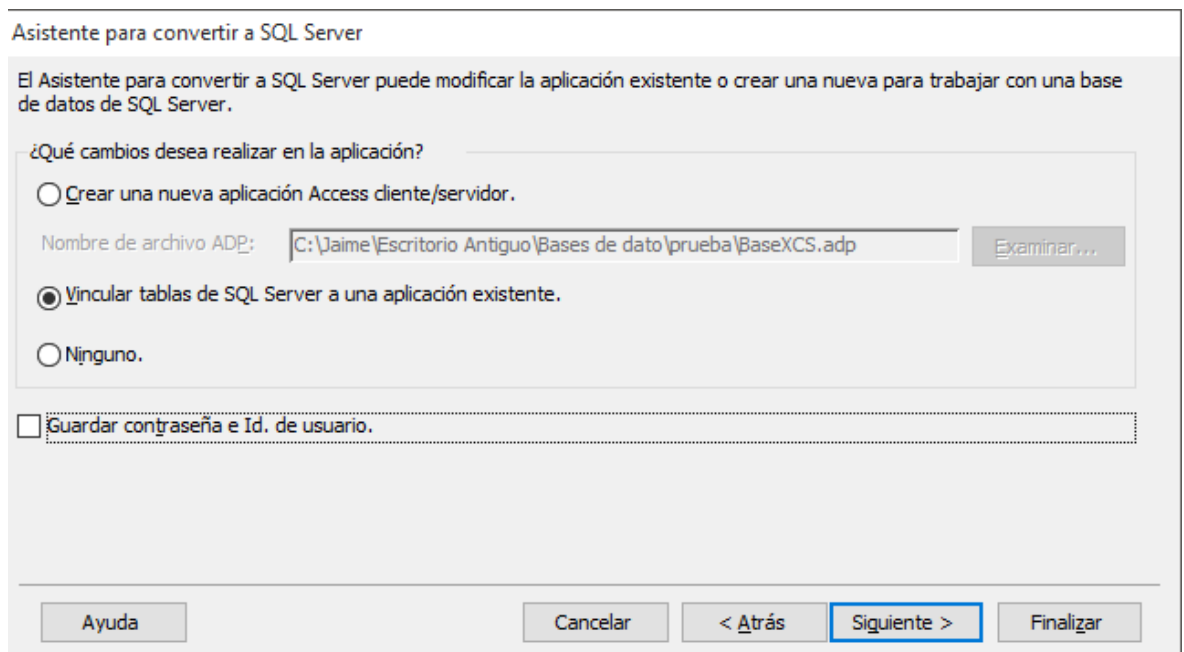 Asistente para convertir a SQL Server
El Asistente para convertir a SQL Server puede modificar la aplicación existente o crear una nueva para trabajar con una base
de datos de SQL Server.
¿Qué cambios desea realizar en la aplicación?
Crear una nueva aplicación Access cliente/servidor.
Nombre de archivo ADP: C:\Jaime\Escritorio Antiguo\Bases de dato\prueba\BaseXCS.adp Examinar...
Vincular tablas de SQL Server a una aplicación existente.
Ninguno.
Guardar contraseña e Id. de usuario.
Ayuda Cancelar < Atrás Siguiente > Finalizar